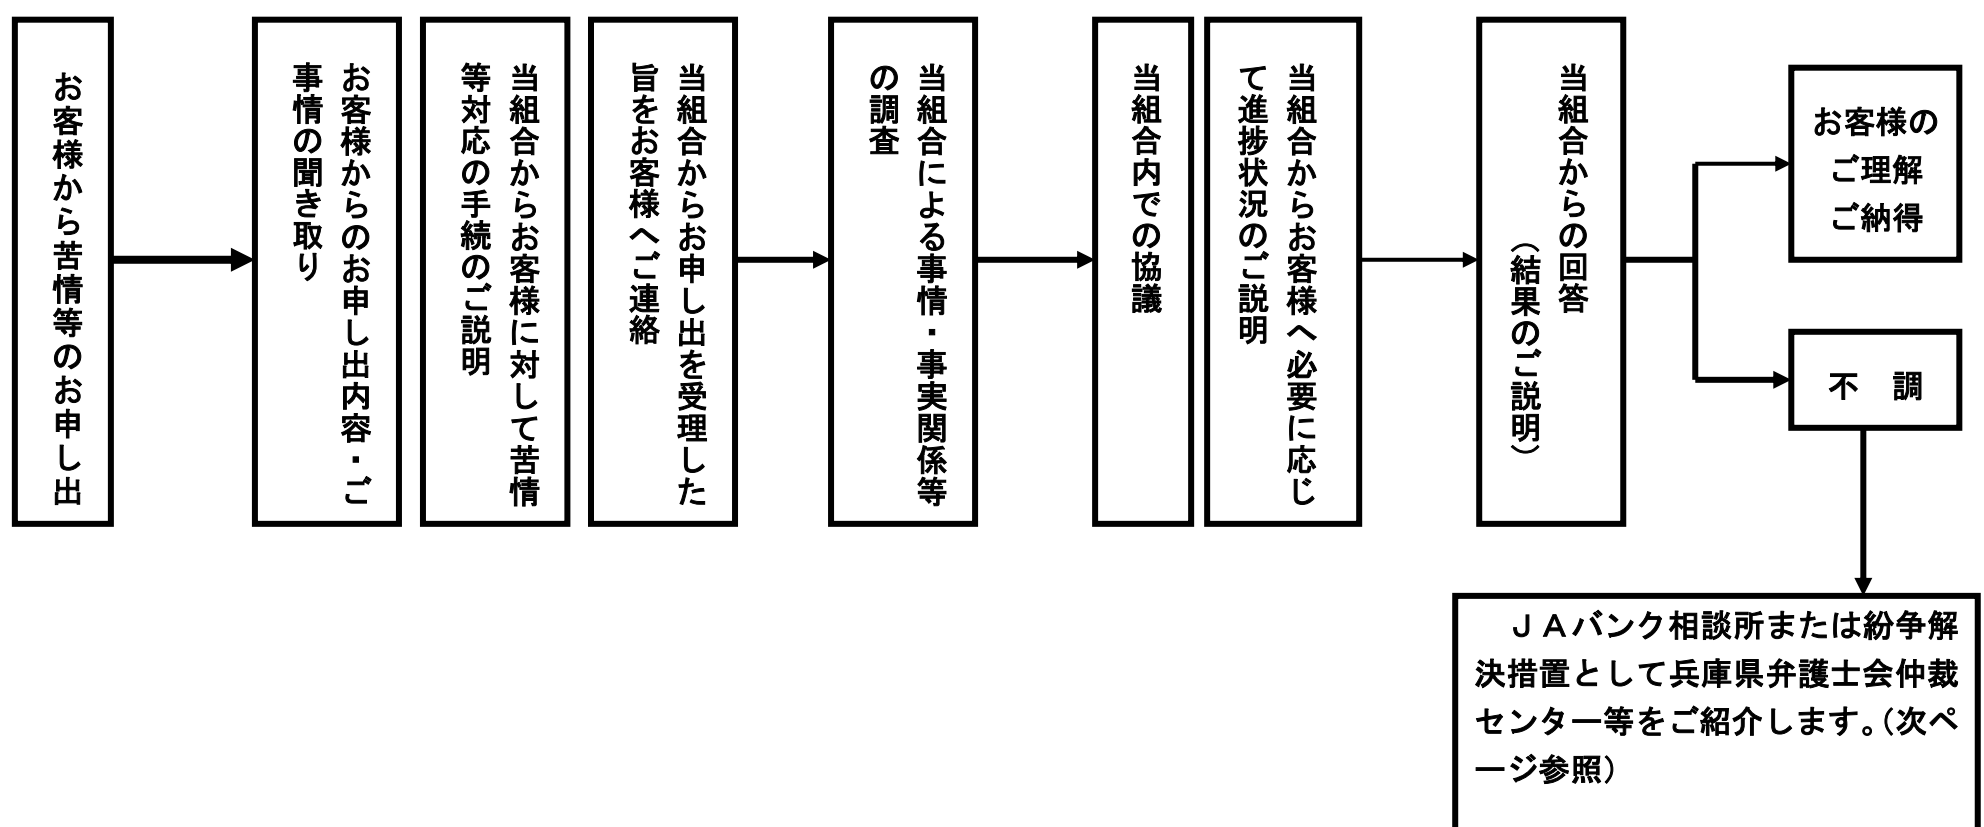 お客様から苦情等のお申し出
お客様からのお申し出内容・ご
事情の聞き取り
当組合からお客様に対して苦情
等対応の手続のご説明
当組合からお申し出を受理した
旨をお客様へご連絡
当組合による事情・事実関係等
の調査
当組合内での協議
当組合からお客様へ必要に応じ
て進捗状況のご説明
当組合からの回答
（結果のご説明）
お客様の
ご理解
ご納得
不　調
ＪＡバンク相談所または紛争解
決措置として兵庫県弁護士会仲裁
センター等をご紹介します。（次ペ
ージ参照）